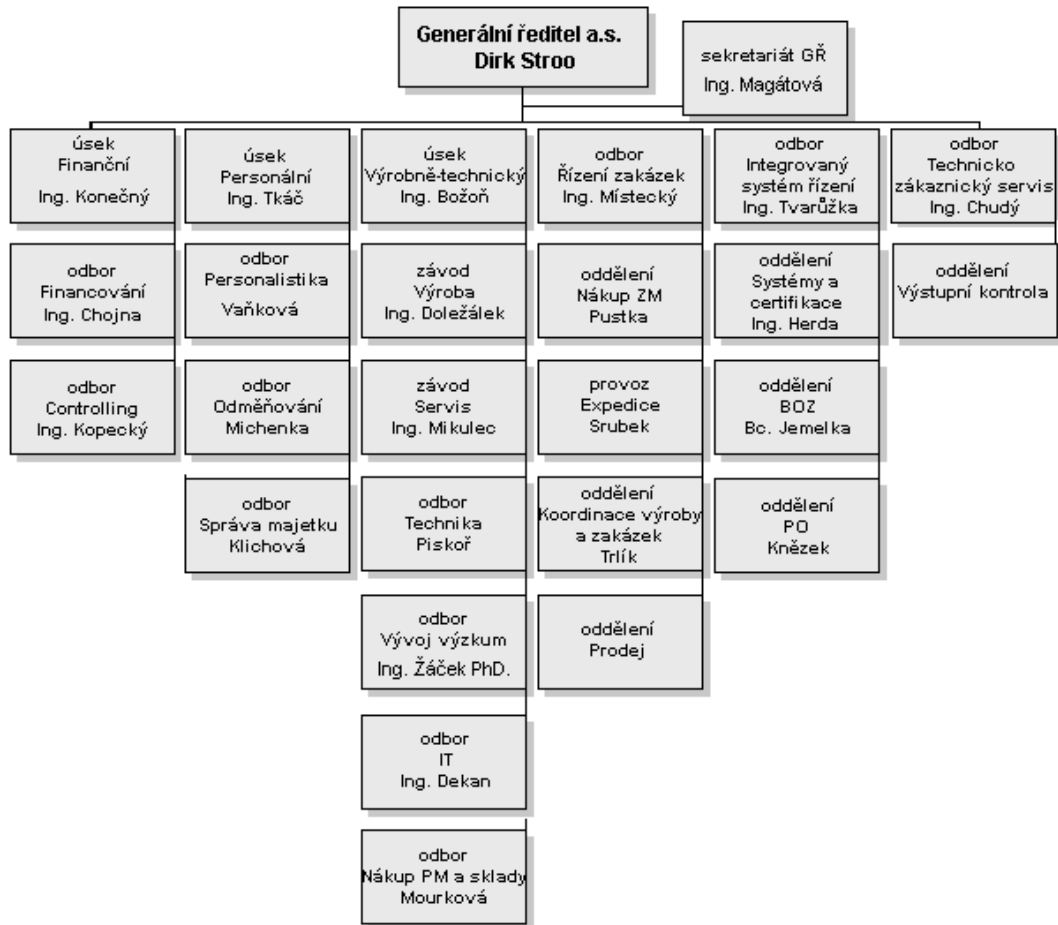 Generální ředitel a.s.
Dirk Stroo
sekretariát GŘ
Ing. Magátová
úsek
Finanční
Ing. Konečný
úsek
Personální
Ing. Tkáč
úsek
Výrobně-technický
Ing. Božoň
odbor
Řízení zakázek
Ing. Místecký
odbor
Integrovaný
systém řízení
Ing. Tvarůžka
odbor
Technicko
zákaznický servis
Ing. Chudý
odbor
Financování
Ing. Chojna
odbor
Personalistika
Vaňková
závod
Výroba
Ing. Doležálek
oddělení
Nákup ZM
Pustka
oddělení
Systémy a
certifikace
Ing. Herda
oddělení
Výstupní kontrola
odbor
Controlling
Ing. Kopecký
odbor
Odměňování
Michenka
závod
Servis
Ing. Mikulec
provoz
Expedice
Srubek
oddělení
BOZ
Bc. Jemelka
odbor
Správa majetku
Klichová
odbor
Technika
Piskoř
oddělení
Koordinace výroby
a zakázek
Trlík
oddělení
PO
Knězek
odbor
Vývoj výzkum
Ing. Žáček PhD.
oddělení
Prodej
odbor
IT
Ing. Dekan
odbor
Nákup PM a sklady
Mourková